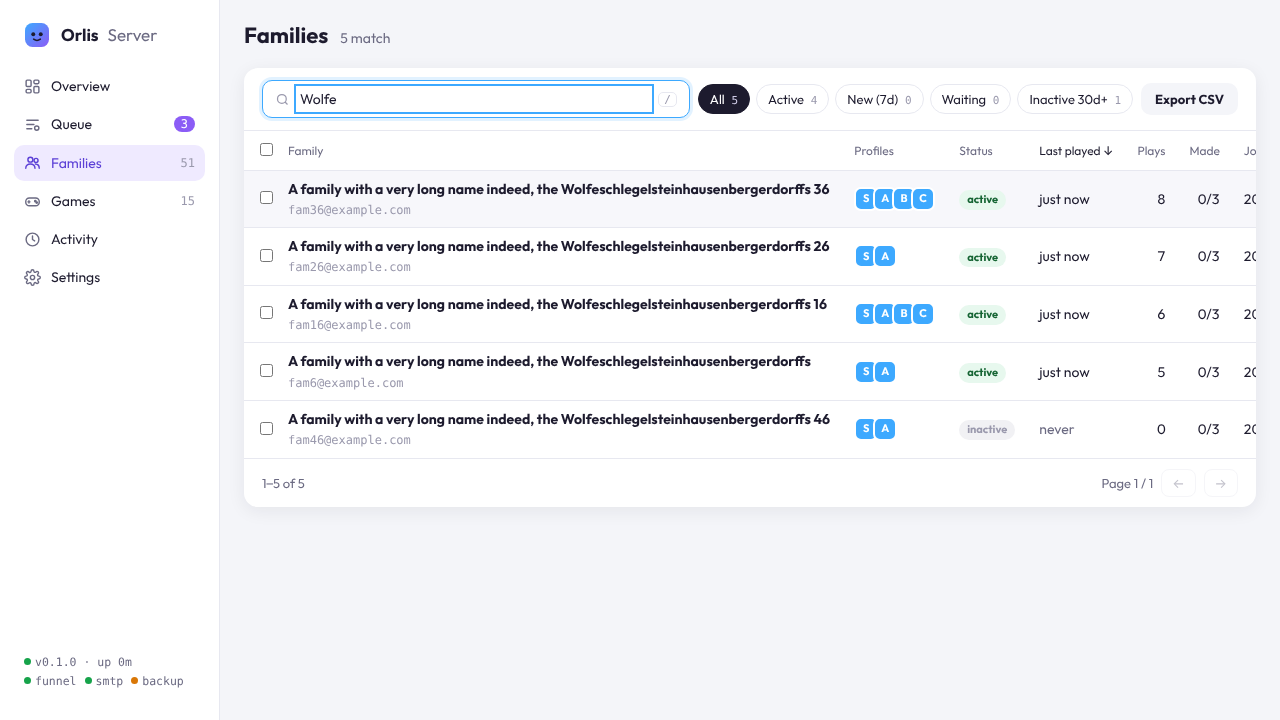 Orlis Server
Families 5 match
Overview
Queue 3
Families 51
Games 15
Activity
Settings
Wolfe /
All 5 Active 4 New (7d) 0 Waiting 0 Inactive 30d+ 1 Export CSV
Family Profiles Status Last played ↓ Plays Made Jo
A family with a very long name indeed, the Wolfeschlegelsteinhausenbergerdorffs 36
fam36@example.com
S A B C active just now 8 0/3 20
A family with a very long name indeed, the Wolfeschlegelsteinhausenbergerdorffs 26
fam26@example.com
S A active just now 7 0/3 20
A family with a very long name indeed, the Wolfeschlegelsteinhausenbergerdorffs 16
fam16@example.com
S A B C active just now 6 0/3 20
A family with a very long name indeed, the Wolfeschlegelsteinhausenbergerdorffs
fam6@example.com
S A active just now 5 0/3 20
A family with a very long name indeed, the Wolfeschlegelsteinhausenbergerdorffs 46
fam46@example.com
S A inactive never 0 0/3 20
1–5 of 5 Page 1 / 1 ← →
v0.1.0 · up 0m
funnel smtp backup